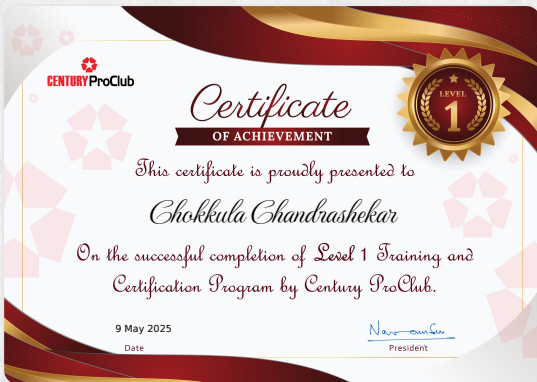 CENTURY ProClub
Certificate
OF ACHIEVEMENT
LEVEL
1
This certificate is proudly presented to
Chokkula Chandrashekar
On the successful completion of Level 1 Training and
Certification Program by Century ProClub.
9 May 2025
Date
President